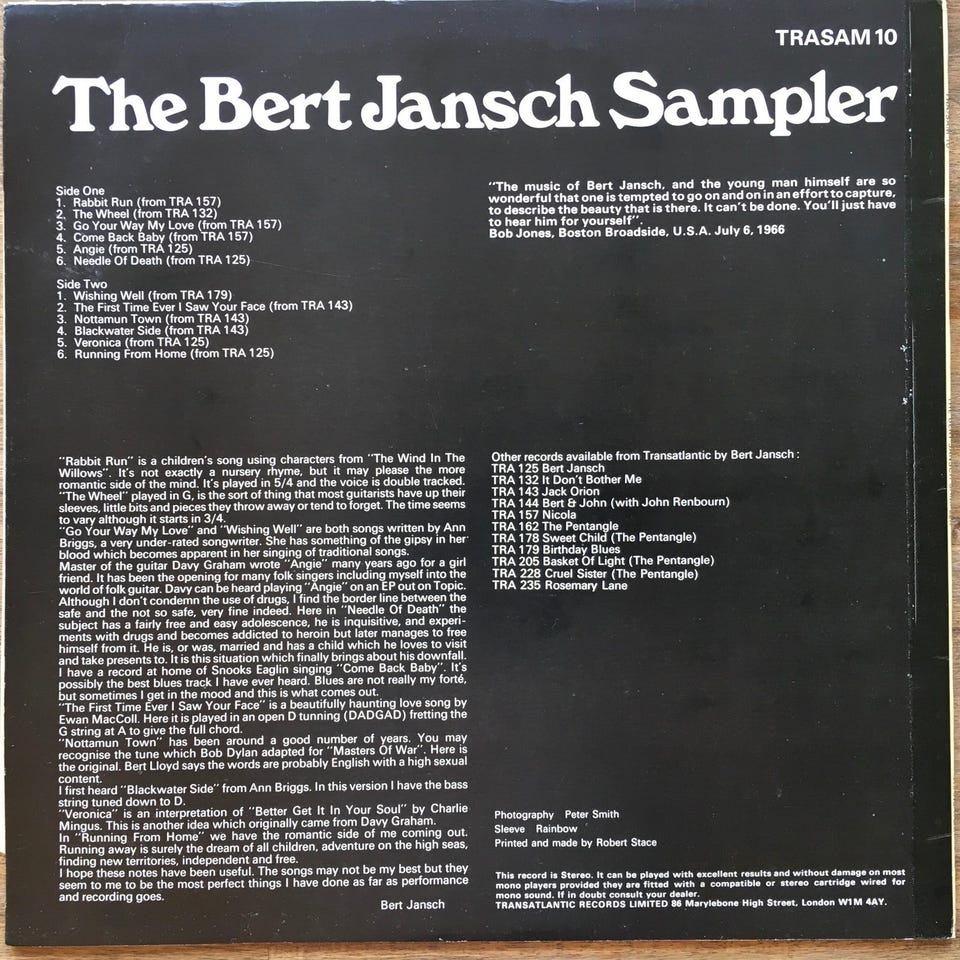 TRASAM 10
The Bert Jansch Sampler
Side One
1. Rabbit Run (from TRA 157)
2. The Wheel (from TRA 132)
3. Go Your Way My Love (from TRA 157)
4. Come Back Baby (from TRA 157)
5. Angie (from TRA 125)
6. Needle Of Death (from TRA 125)
Side Two
1. Wishing Well (from TRA 179)
2. The First Time Ever I Saw Your Face (from TRA 143)
3. Nottamun Town (from TRA 143)
4. Blackwater Side (from TRA 143)
5. Veronica (from TRA 125)
6. Running From Home (from TRA 125)
"The music of Bert Jansch, and the young man himself are so
wonderful that one is tempted to go on and on in an effort to capture,
to describe the beauty that is there. It can't be done. You'll just have
to hear him for yourself".
Bob Jones, Boston Broadside, U.S.A. July 6, 1966
"Rabbit Run" is a children's song using characters from "The Wind In The
Willows". It's not exactly a nursery rhyme, but it may please the more
romantic side of the mind. It's played in 5/4 and the voice is double tracked.
"The Wheel" played in G, is the sort of thing that most guitarists have up their
sleeves, little bits and pieces they throw away or tend to forget. The time seems
to vary although it starts in 3/4.
"Go Your Way My Love" and "Wishing Well" are both songs written by Ann
Briggs, a very under-rated songwriter. She has something of the gipsy in her
blood which becomes apparent in her singing of traditional songs.
Master of the guitar Davy Graham wrote "Angie" many years ago for a girl
friend. It has been the opening for many folk singers including myself into the
world of folk guitar. Davy can be heard playing "Angie" on an EP out on Topic.
Although I don't condemn the use of drugs, I find the border line between the
safe and the not so safe, very fine indeed. Here in "Needle Of Death" the
subject has a fairly free and easy adolescence, he is inquisitive, and experi-
ments with drugs and becomes addicted to heroin but later manages to free
himself from it. He is, or was, married and has a child which he loves to visit
and take presents to. It is this situation which finally brings about his downfall.
I have a record at home of Snooks Eaglin singing "Come Back Baby". It's
possibly the best blues track I have ever heard. Blues are not really my forté,
but sometimes I get in the mood and this is what comes out.
"The First Time Ever I Saw Your Face" is a beautifully haunting love song by
Ewan MacColl. Here it is played in an open D tunning (DADGAD) fretting the
G string at A to give the full chord.
"Nottamun Town" has been around a good number of years. You may
recognise the tune which Bob Dylan adapted for "Masters Of War". Here is
the original. Bert Lloyd says the words are probably English with a high sexual
content.
I first heard "Blackwater Side" from Ann Briggs. In this version I have the bass
string tuned down to D.
"Veronica" is an interpretation of "Better Get It In Your Soul" by Charlie
Mingus. This is another idea which originally came from Davy Graham.
In "Running From Home" we have the romantic side of me coming out.
Running away is surely the dream of all children, adventure on the high seas,
finding new territories, independent and free.
I hope these notes have been useful. The songs may not be my best but they
seem to me to be the most perfect things I have done as far as performance
and recording goes.
Bert Jansch
Other records available from Transatlantic by Bert Jansch :
TRA 125 Bert Jansch
TRA 132 It Don't Bother Me
TRA 143 Jack Orion
TRA 144 Bert & John (with John Renbourn)
TRA 157 Nicola
TRA 162 The Pentangle
TRA 178 Sweet Child (The Pentangle)
TRA 179 Birthday Blues
TRA 205 Basket Of Light (The Pentangle)
TRA 228 Cruel Sister (The Pentangle)
TRA 235 Rosemary Lane
Photography Peter Smith
Sleeve Rainbow
Printed and made by Robert Stace
This record is Stereo. It can be played with excellent results and without damage on most
mono players provided they are fitted with a compatible or stereo cartridge wired for
mono sound. If in doubt consult your dealer.
TRANSATLANTIC RECORDS LIMITED 86 Marylebone High Street, London W1M 4AY.